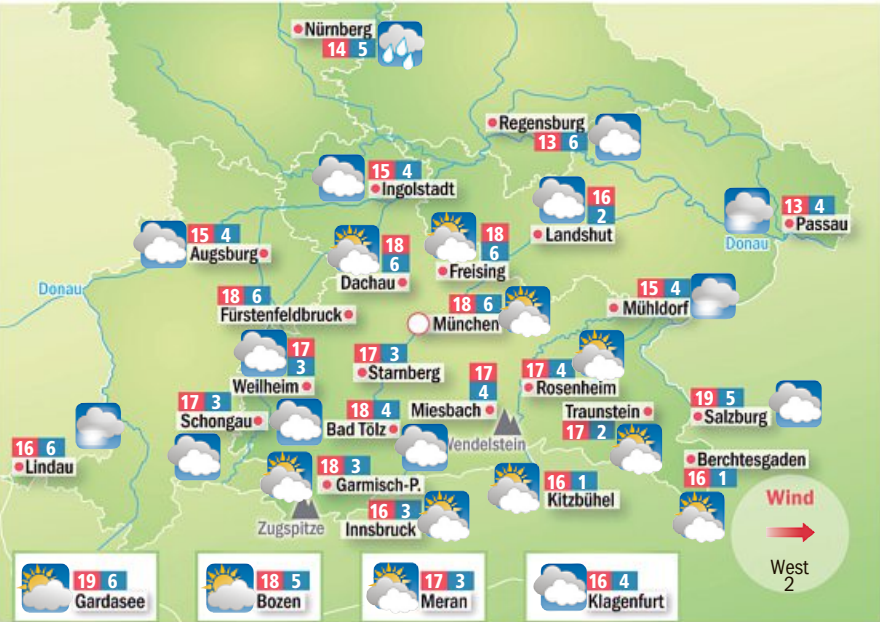 Nürnberg
14 5
Regensburg
13 6
15 4
Ingolstadt
16
2
Landshut
13 4
Passau
Donau
15 4
Augsburg
18
6
Dachau
18
6
Freising
Donau
18 6
Fürstenfeldbruck
18 6
München
15 4
Mühldorf
17
3
Weilheim
17 3
Starnberg
17
4
Miesbach
17 4
Rosenheim
17 3
Schongau
18 4
Bad Tölz
Wendelstein
Traunstein
17 2
19 5
Salzburg
16 6
Lindau
18 3
Garmisch-P.
Zugspitze
16 3
Innsbruck
16 1
Kitzbühel
Berchtesgaden
16 1
Wind
West
2
19 6
Gardasee
18 5
Bozen
17 3
Meran
16 4
Klagenfurt